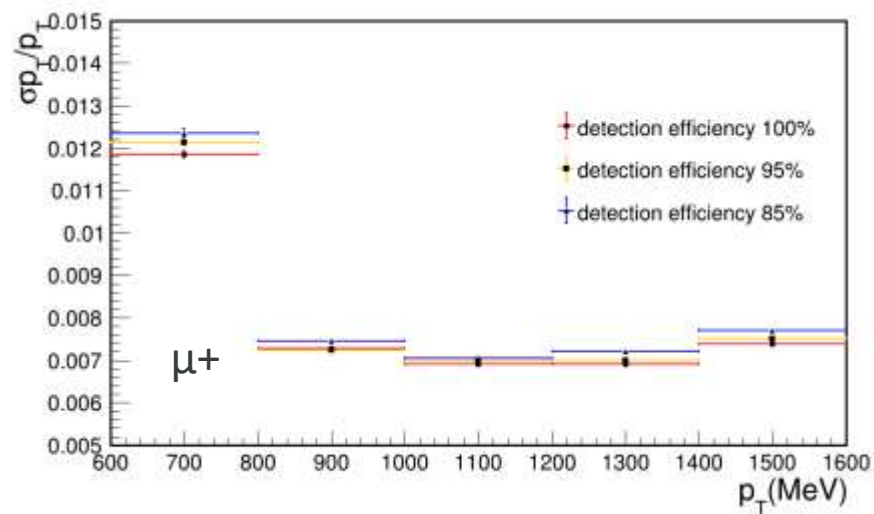 σp_T/p_T
0.015
0.014
0.013
0.012
0.011
0.01
0.009
0.008
0.007
0.006
0.005
detection efficiency 100%
detection efficiency 95%
detection efficiency 85%
μ+
600 700 800 900 1000 1100 1200 1300 1400 1500 1600
p_T(MeV)